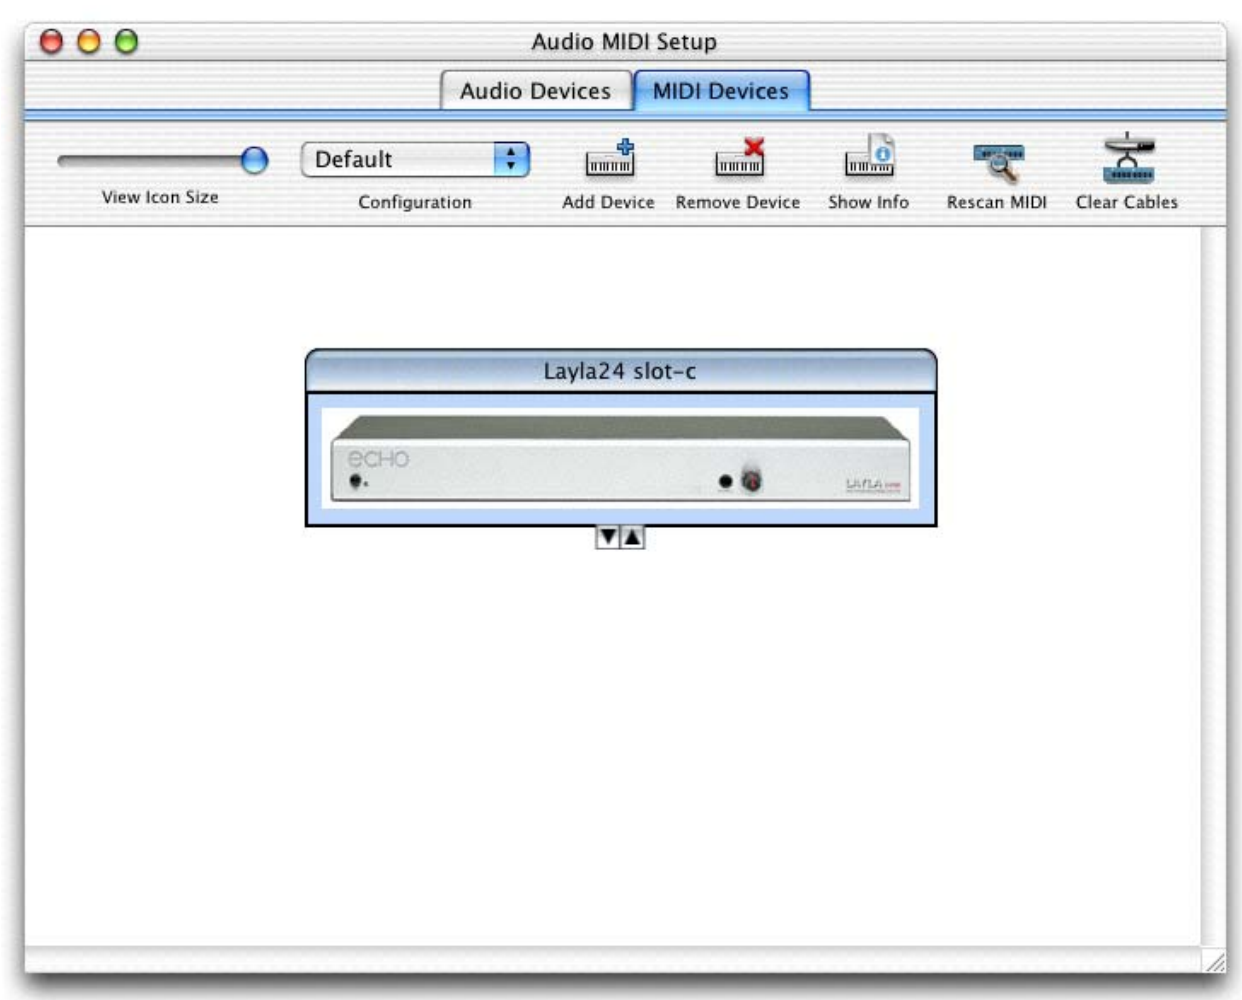 Audio MIDI Setup
Audio Devices MIDI Devices
Default
View Icon Size Configuration Add Device Remove Device Show Info Rescan MIDI Clear Cables
Layla24 slot-c
ECHO
LAYLA